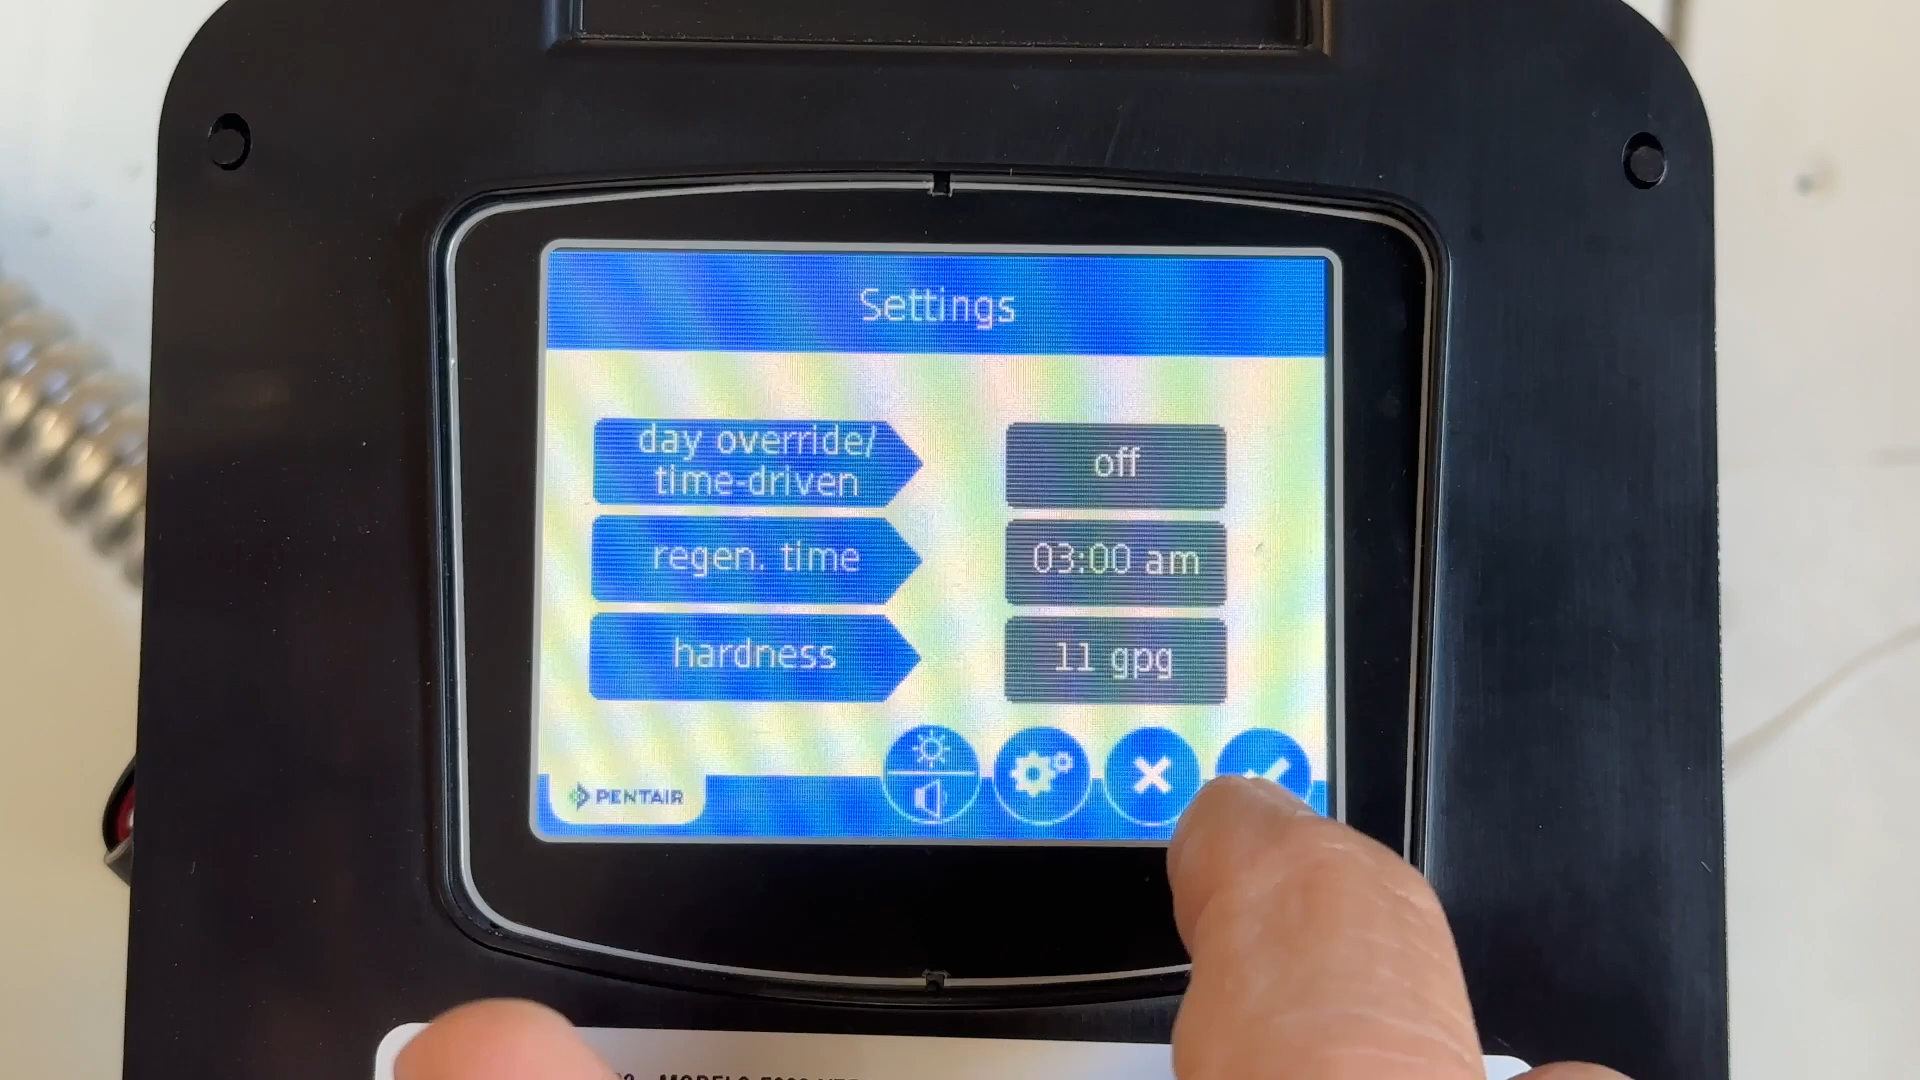 Settings
day override/
time-driven
off
regen. time
03:00 am
hardness
11 gpg
PENTAIR